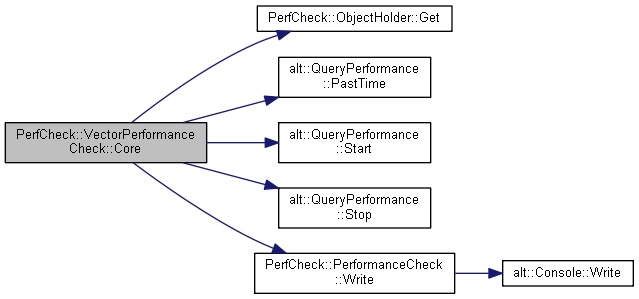 PerfCheck::ObjectHolder::Get
alt::QueryPerformance
::PastTime
PerfCheck::VectorPerformance
Check::Core
alt::QueryPerformance
::Start
alt::QueryPerformance
::Stop
PerfCheck::PerformanceCheck
::Write
alt::Console::Write